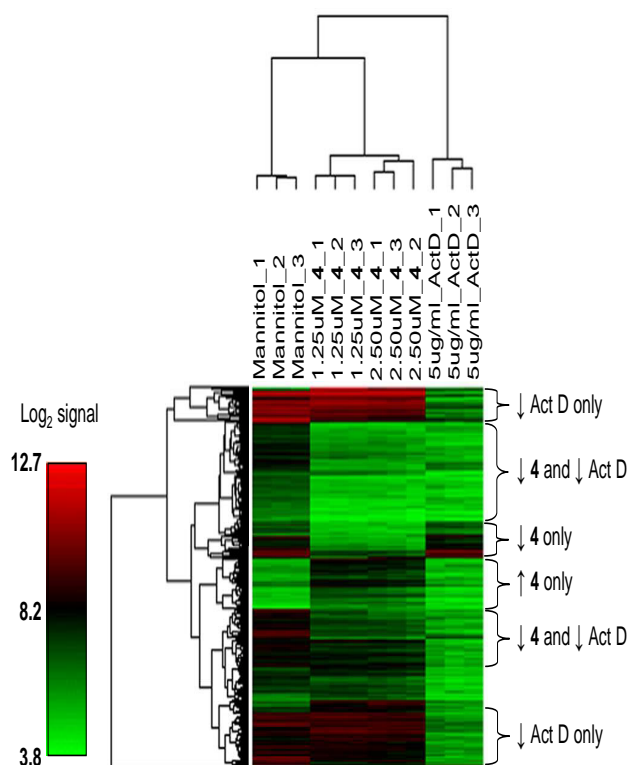 Mannitol_1
Mannitol_2
Mannitol_3
1.25uM_4_1
1.25uM_4_2
1.25uM_4_3
2.50uM_4_1
2.50uM_4_3
2.50uM_4_2
5ug/ml_ActD_1
5ug/ml_ActD_2
5ug/ml_ActD_3
Log₂ signal
12.7
8.2
3.8
↓ Act D only
↓ 4 and ↓ Act D
↓ 4 only
↑ 4 only
↓ 4 and ↓ Act D
↓ Act D only